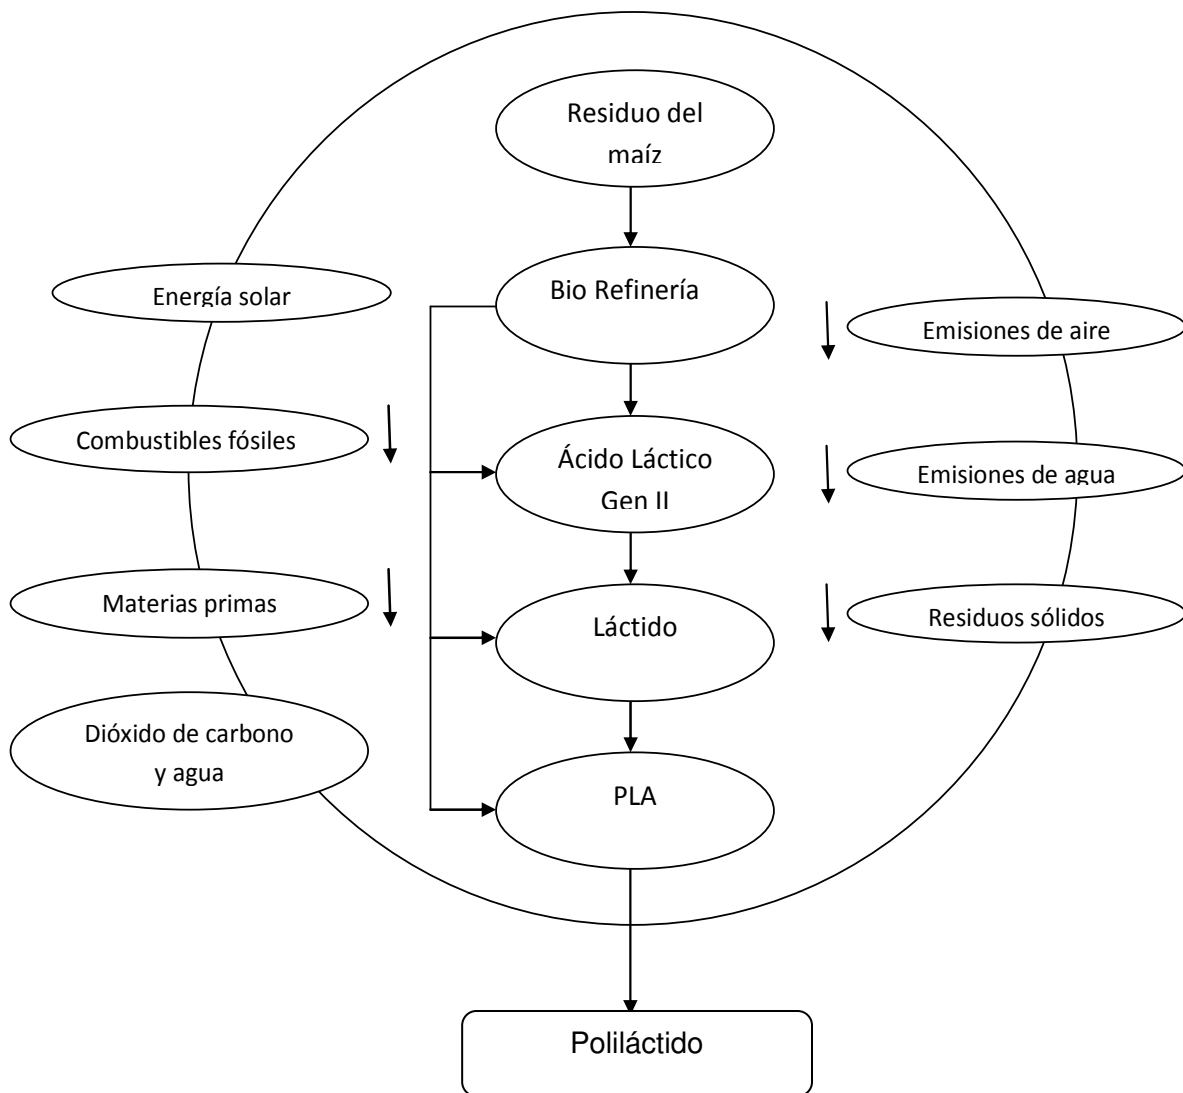 Residuo del
maíz
Energía solar
Bio Refinería
Emisiones de aire
Combustibles fósiles
Ácido Láctico
Gen II
Emisiones de agua
Materias primas
Láctido
Residuos sólidos
Dióxido de carbono
y agua
PLA
Poliláctido